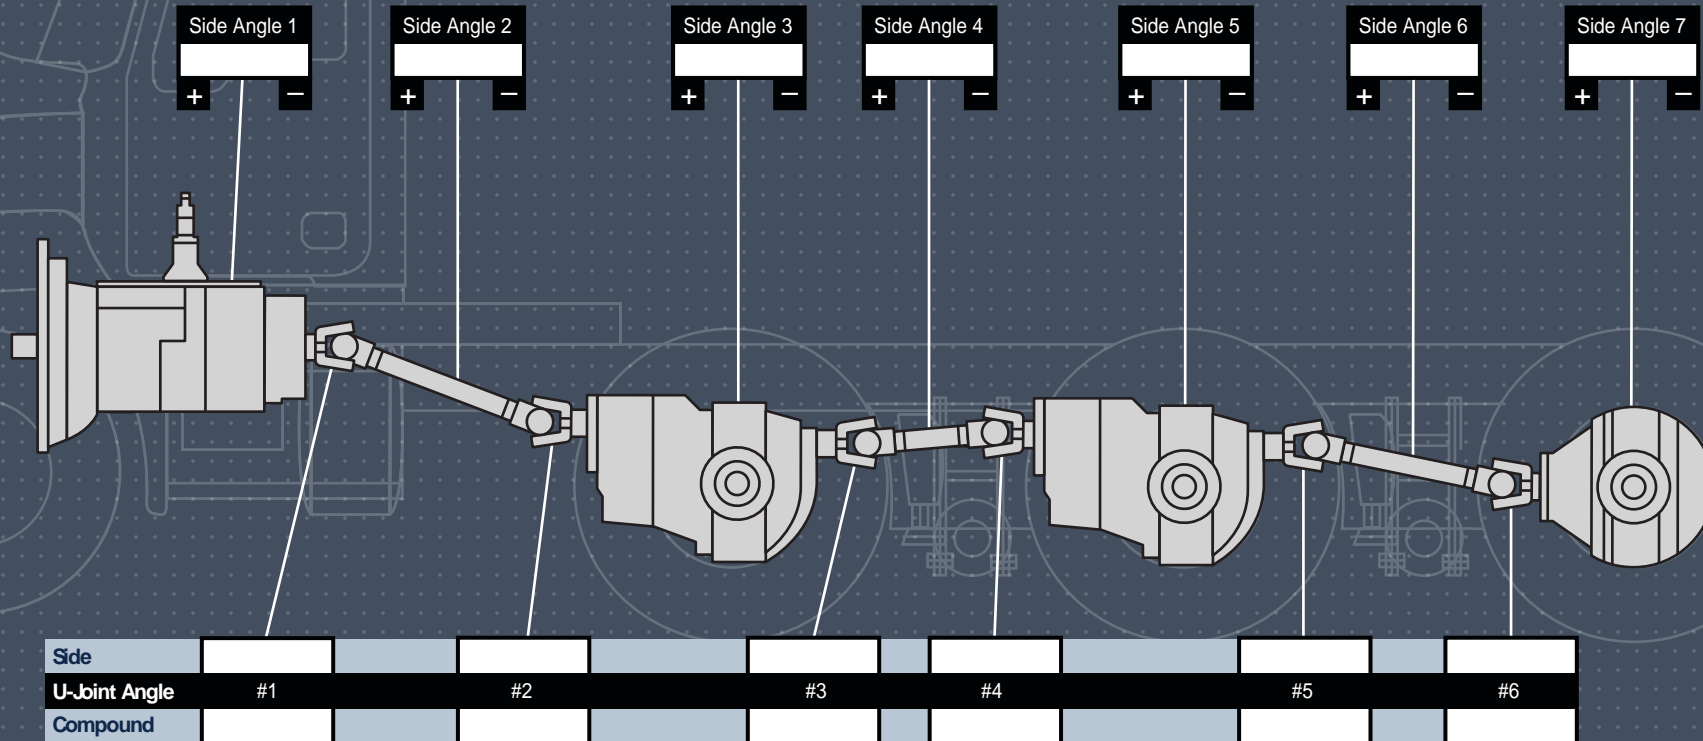 Side Angle 1 Side Angle 2 Side Angle 3 Side Angle 4 Side Angle 5 Side Angle 6 Side Angle 7
+ – + – + – + – + – + – + –
Side
U-Joint Angle #1 #2 #3 #4 #5 #6
Compound